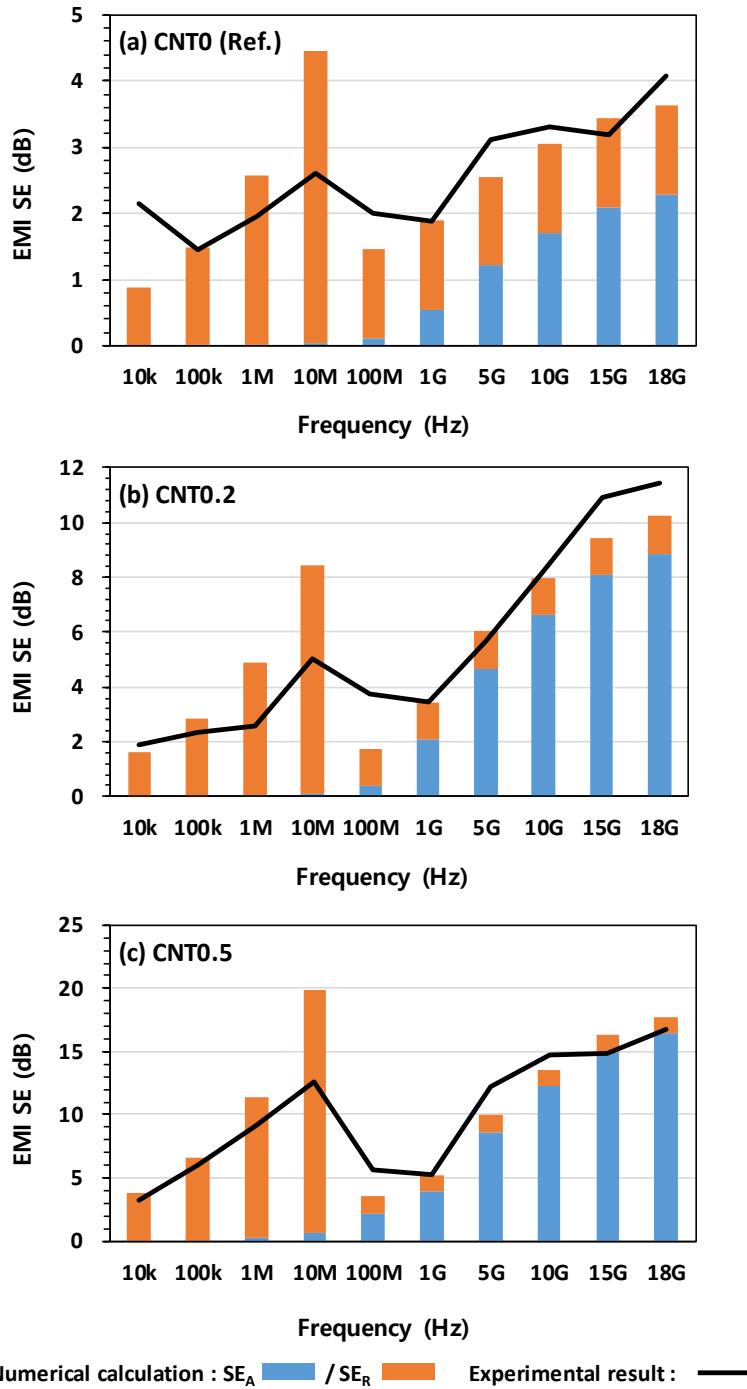 (a) CNT0 (Ref.)
EMI SE (dB)
5
4
3
2
1
0
10k 100k 1M 10M 100M 1G 5G 10G 15G 18G
Frequency (Hz)
(b) CNT0.2
EMI SE (dB)
12
10
8
6
4
2
0
10k 100k 1M 10M 100M 1G 5G 10G 15G 18G
Frequency (Hz)
(c) CNT0.5
EMI SE (dB)
25
20
15
10
5
0
10k 100k 1M 10M 100M 1G 5G 10G 15G 18G
Frequency (Hz)
umerical calculation : SEA / SER Experimental result :